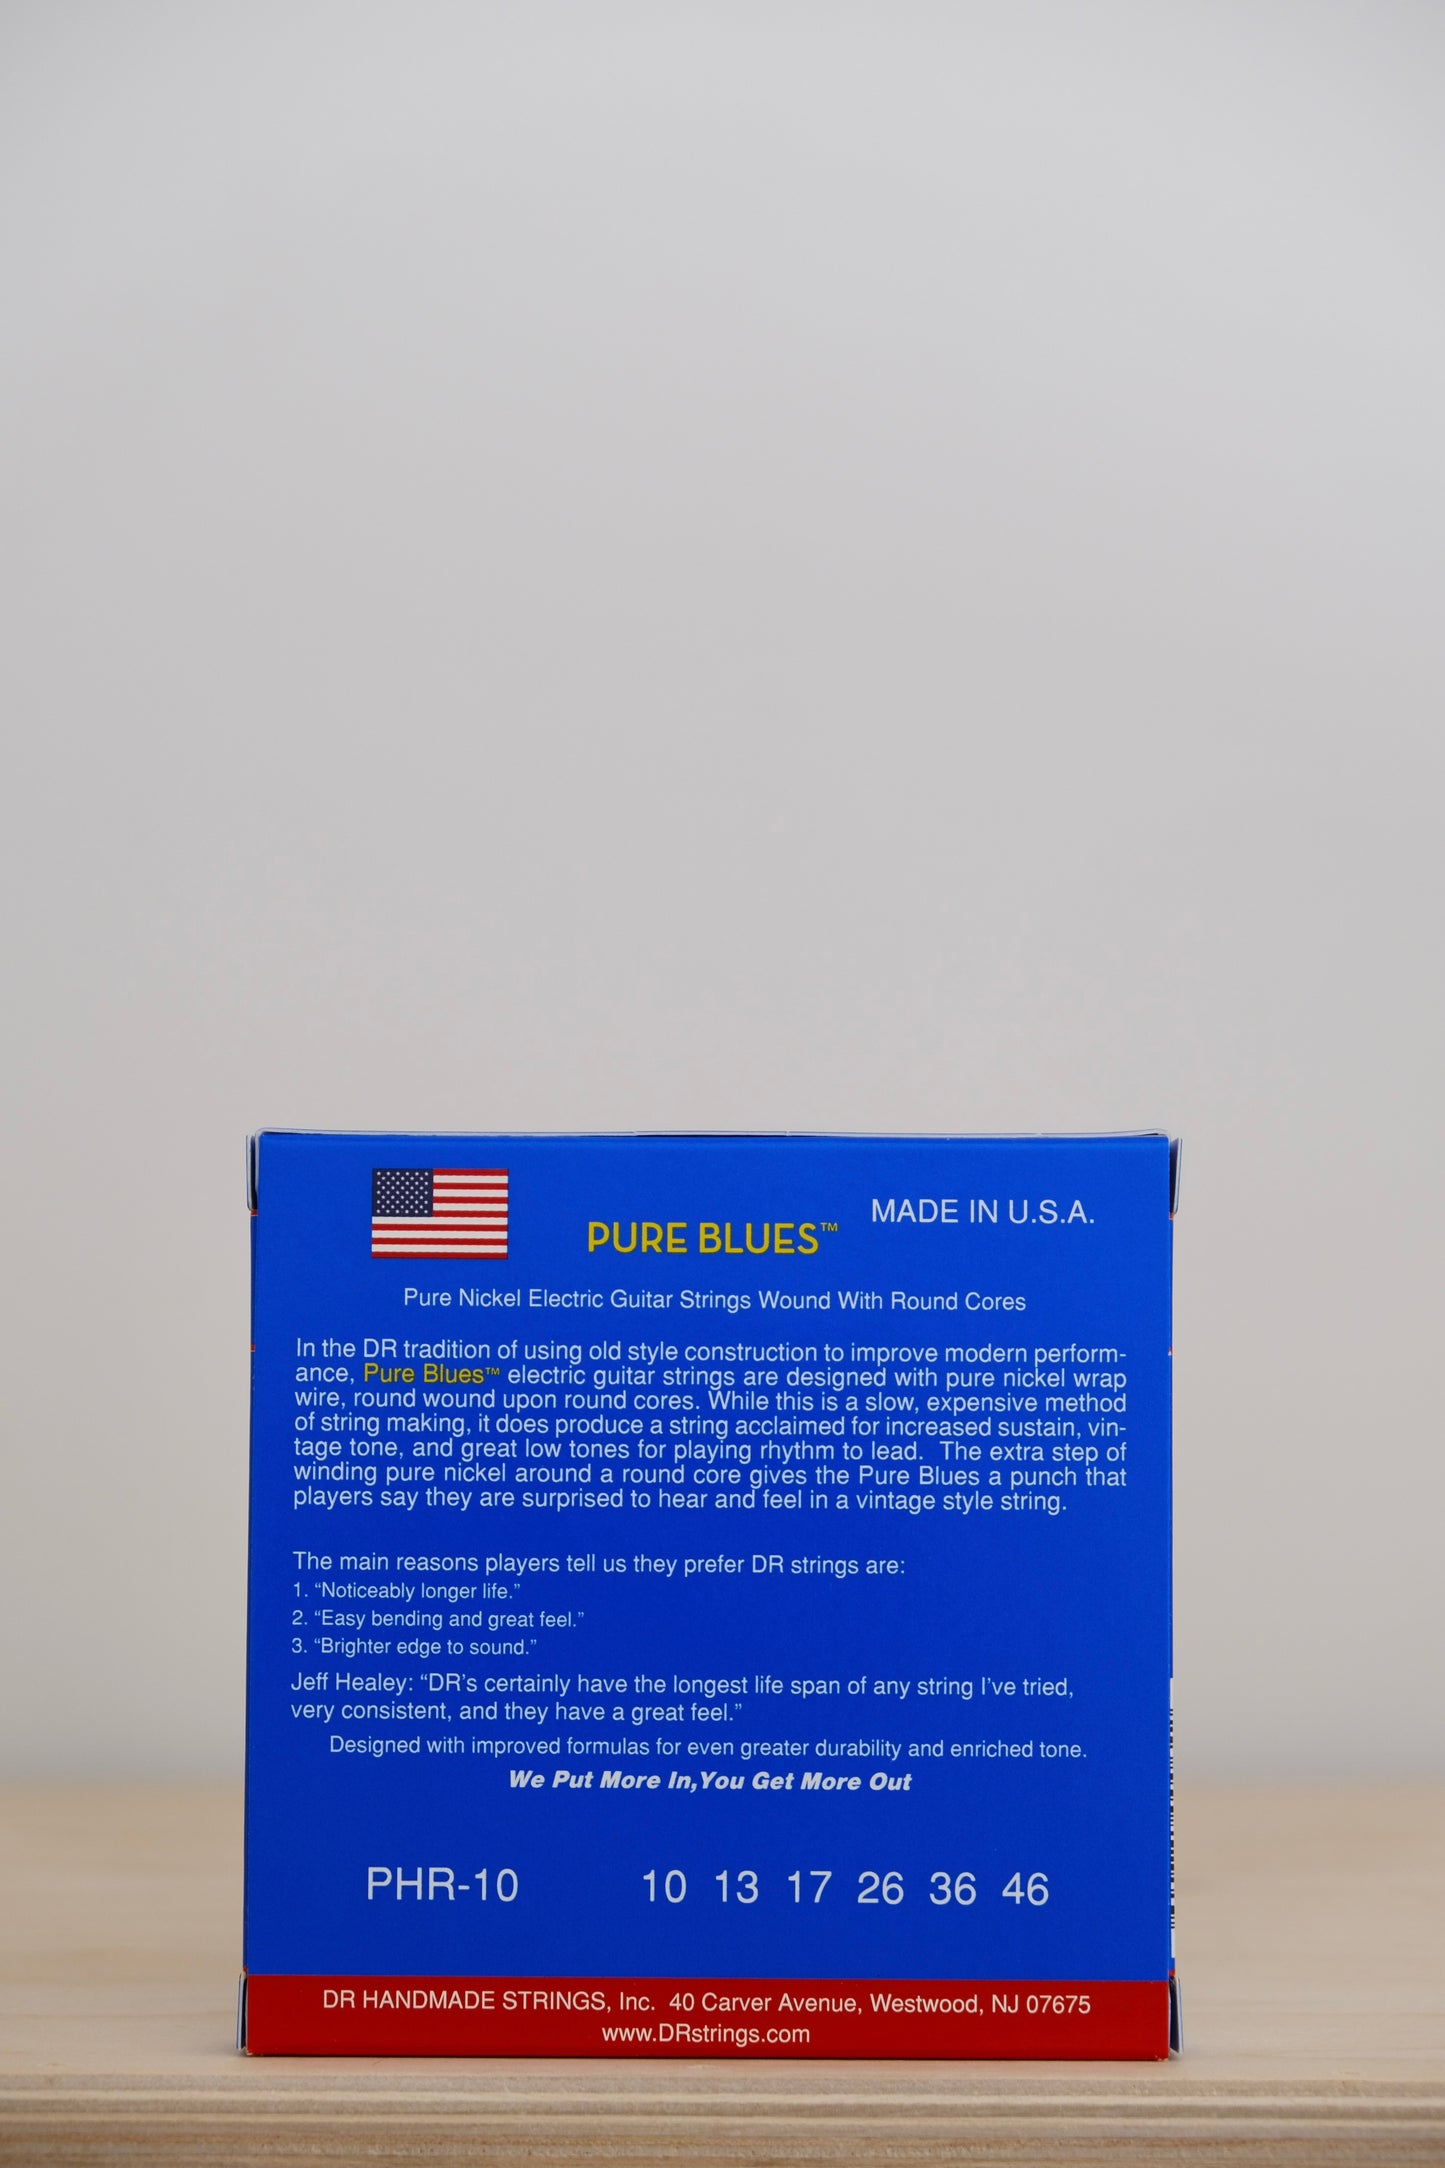 PURE BLUES™
MADE IN U.S.A.
Pure Nickel Electric Guitar Strings Wound With Round Cores
In the DR tradition of using old style construction to improve modern perform-
ance, Pure Blues™ electric guitar strings are designed with pure nickel wrap
wire, round wound upon round cores. While this is a slow, expensive method
of string making, it does produce a string acclaimed for increased sustain, vin-
tage tone, and great low tones for playing rhythm to lead.  The extra step of
winding pure nickel around a round core gives the Pure Blues a punch that
players say they are surprised to hear and feel in a vintage style string.
The main reasons players tell us they prefer DR strings are:
1. “Noticeably longer life.”
2. “Easy bending and great feel.”
3. “Brighter edge to sound.”
Jeff Healey: “DR’s certainly have the longest life span of any string I’ve tried,
very consistent, and they have a great feel.”
Designed with improved formulas for even greater durability and enriched tone.
We Put More In,You Get More Out
PHR-10 10 13 17 26 36 46
DR HANDMADE STRINGS, Inc.  40 Carver Avenue, Westwood, NJ 07675
www.DRstrings.com